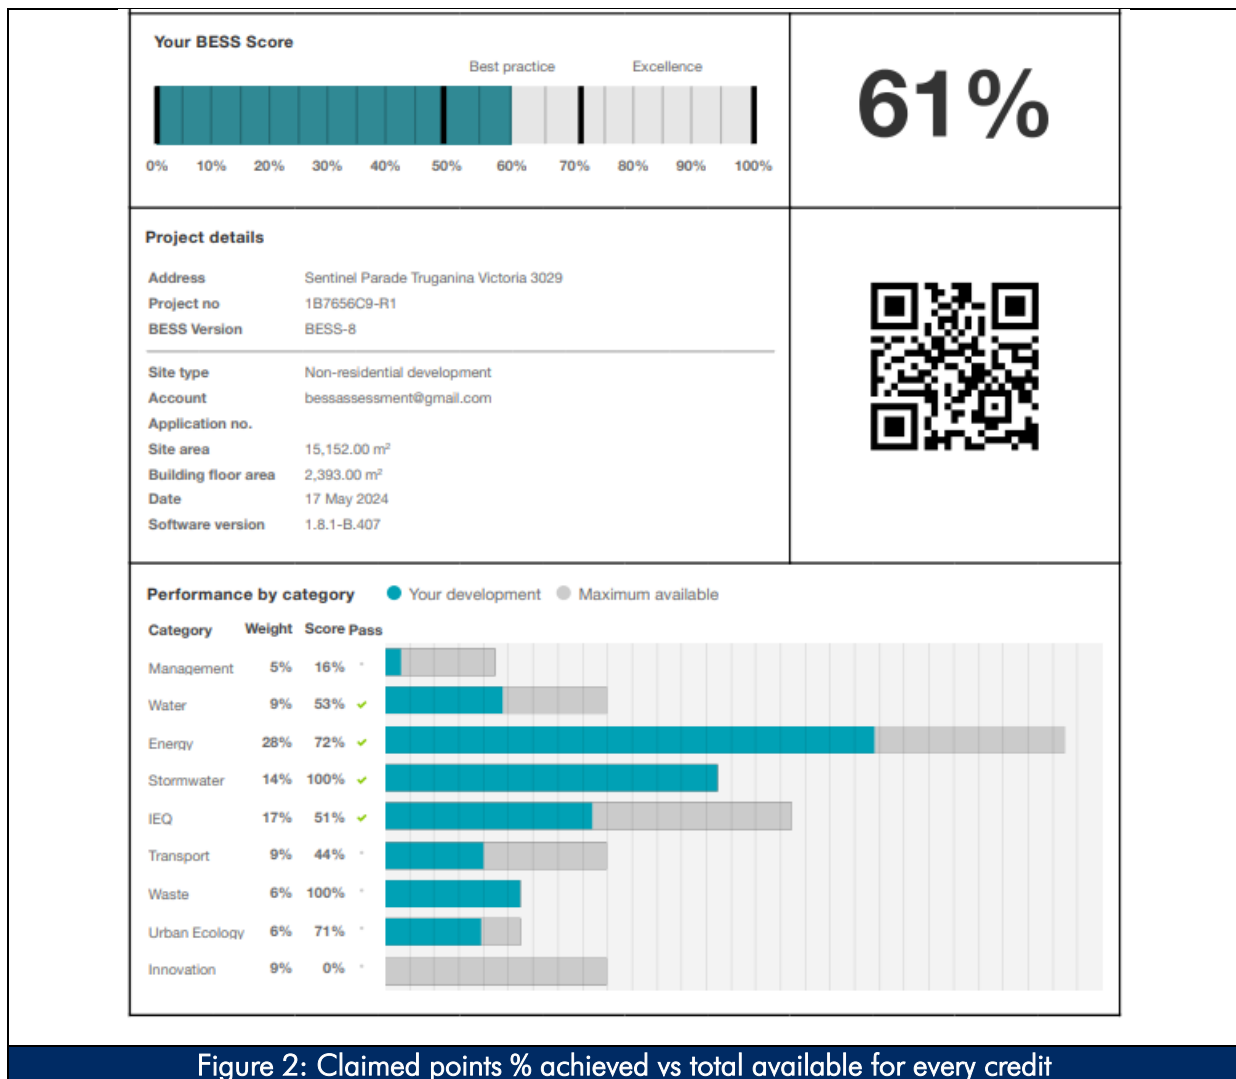 Your BESS Score
Best practice Excellence
0% 10% 20% 30% 40% 50% 60% 70% 80% 90% 100%
61%
Project details
Address Sentinel Parade Truganina Victoria 3029
Project no 1B7656C9-R1
BESS Version BESS-8
Site type Non-residential development
Account bessassessment@gmail.com
Application no.
Site area 15,152.00 m²
Building floor area 2,393.00 m²
Date 17 May 2024
Software version 1.8.1-B.407
Performance by category Your development Maximum available
Category Weight Score Pass
Management 5% 16%
Water 9% 53% ✓
Energy 28% 72% ✓
Stormwater 14% 100% ✓
IEQ 17% 51% ✓
Transport 9% 44%
Waste 6% 100%
Urban Ecology 6% 71%
Innovation 9% 0%
Figure 2: Claimed points % achieved vs total available for every credit